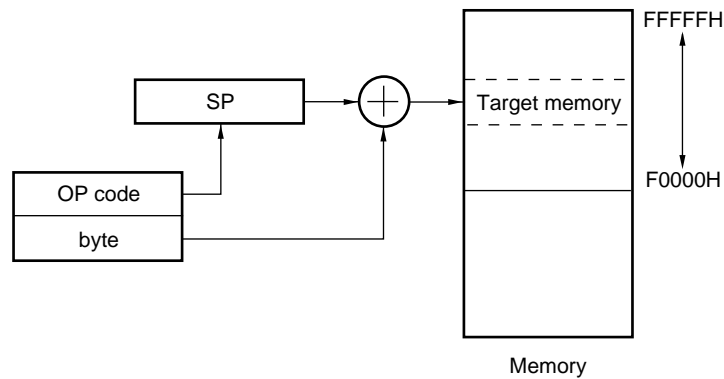 FFFFFH
SP
Target memory
OP code
F0000H
byte
Memory